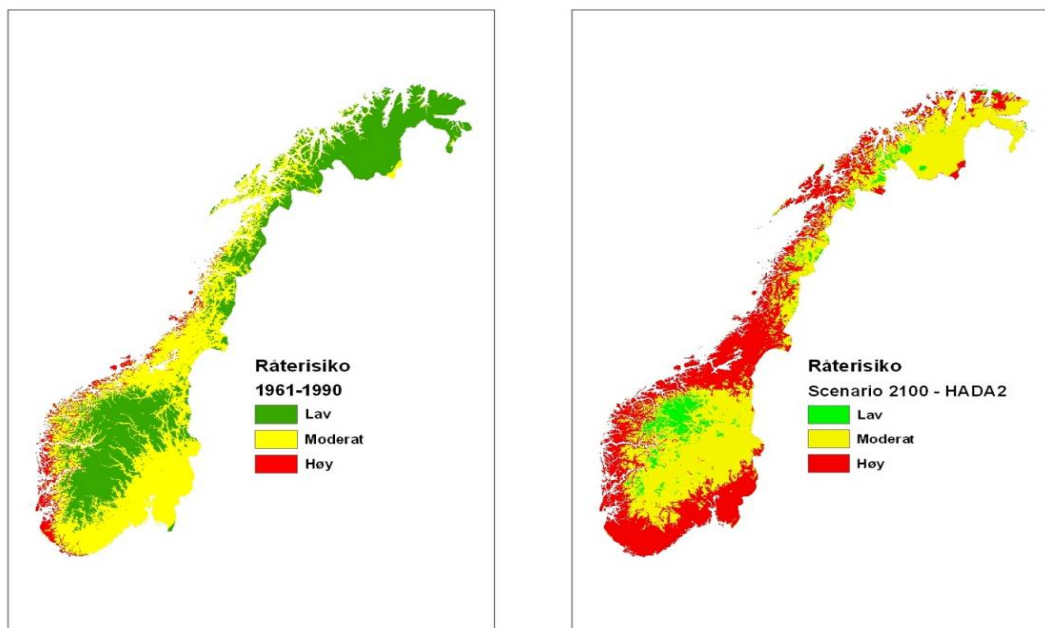 Råterisiko
1961-1990
Lav
Moderat
Høy
Råterisiko
Scenario 2100 - HADA2
Lav
Moderat
Høy